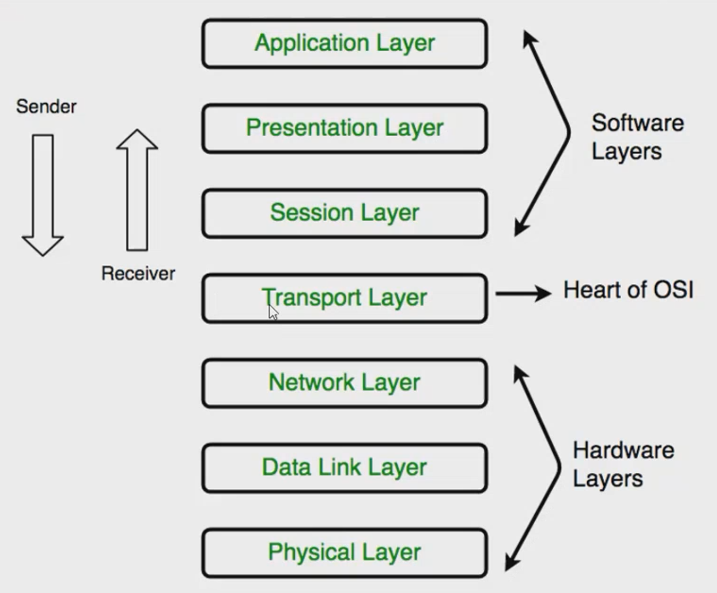 Application Layer
Sender
Presentation Layer
Software
Layers
Session Layer
Receiver
Transport Layer
Heart of OSI
Network Layer
Data Link Layer
Hardware
Layers
Physical Layer